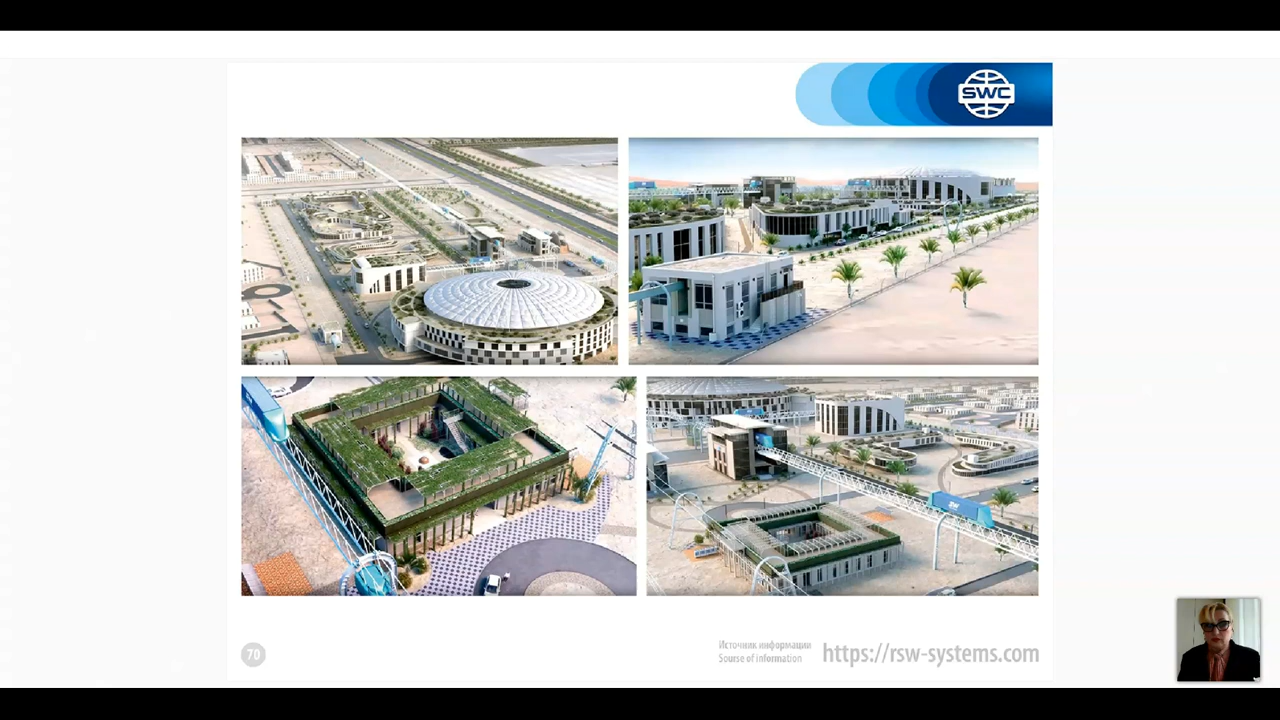 SWC
70
Источник информации
Sourse of information
https://rsw-systems.com